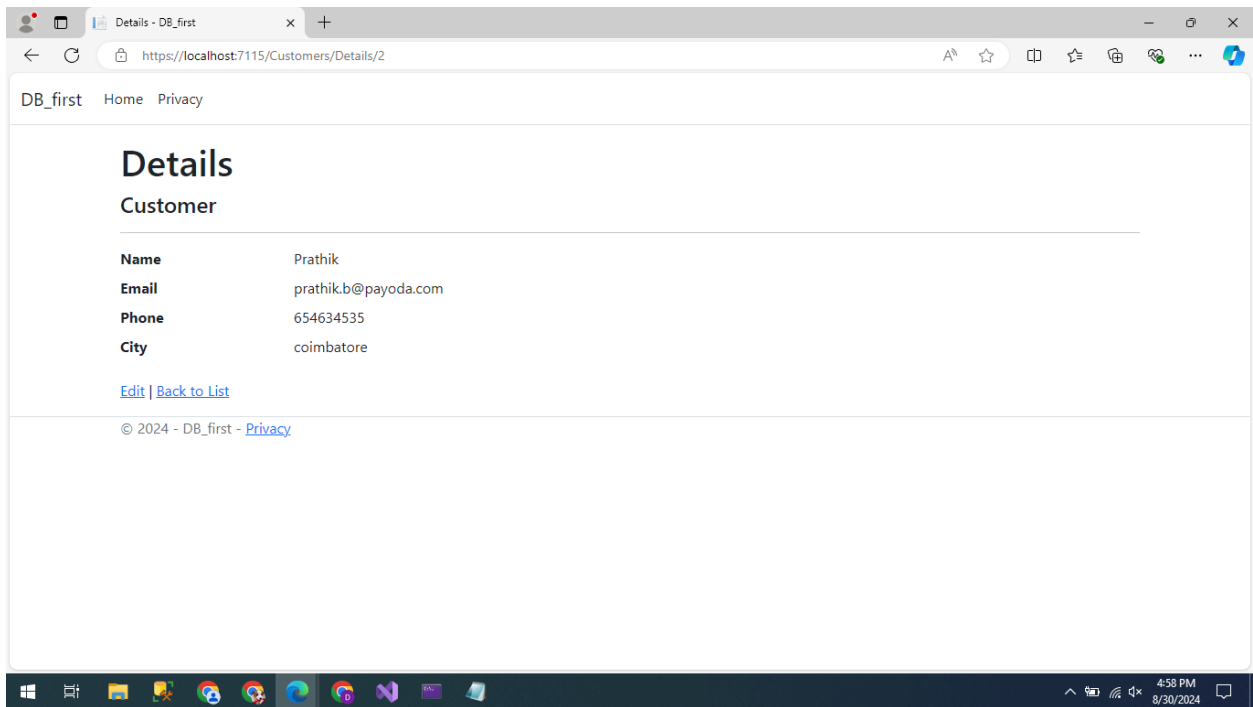 Details - DB_first
https://localhost:7115/Customers/Details/2
DB_first Home Privacy
Details
Customer
Name Prathik
Email prathik.b@payoda.com
Phone 654634535
City coimbatore
Edit | Back to List
© 2024 - DB_first - Privacy
4:58 PM
8/30/2024